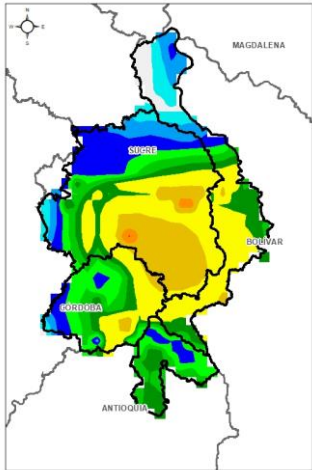 N
W E
S
MAGDALENA
SUCRE
BOLIVAR
CORDOBA
ANTIOQUIA